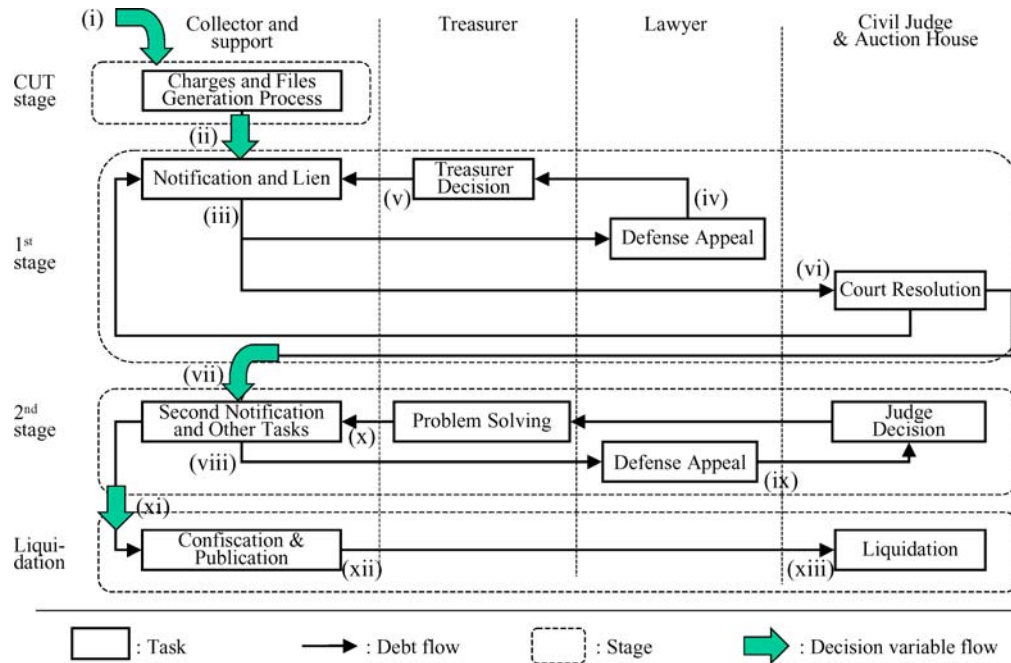 (i)
Collector and
support
Treasurer
Lawyer
Civil Judge
& Auction House
CUT
stage
Charges and Files
Generation Process
(ii)
Notification and Lien
Treasurer
Decision
(v)
(iv)
(iii)
Defense Appeal
1st
stage
(vi)
Court Resolution
(vii)
2nd
stage
Second Notification
and Other Tasks
(x)
Problem Solving
Judge
Decision
(viii)
Defense Appeal
(ix)
(xi)
Liqui-
dation
Confiscation &
Publication
(xii)
(xiii)
Liquidation
: Task
: Debt flow
: Stage
: Decision variable flow